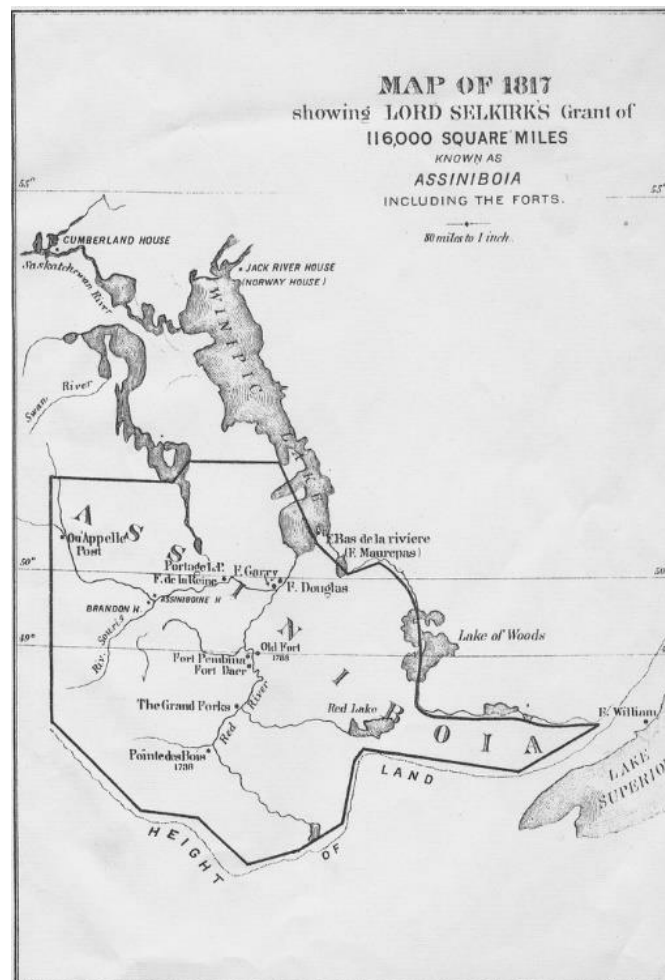 MAP OF 1817
showing LORD SELKIRKS Grant of
116,000 SQUARE MILES
KNOWN AS
ASSINIBOIA
INCLUDING THE FORTS.
80 miles to 1 inch.
55°
55°
CUMBERLAND HOUSE
Saskatchewan River
JACK RIVER HOUSE
(NORWAY HOUSE)
WINIPIC LAKE
Swan River
ASSINIBOIA
Qu'Appelle
Post
F. Bas de la riviere
(F. Maurepas)
50°
50
Portage L.P.
F. de la Reine
F. Garry
F. Douglas
BRANDON H.
ASSINIBOINE H
Riv. Souris
49°
49
Lake of Woods
Old Fort
1788
Fort Pembina
Fort Daer
The Grand Forks
Red River
Red Lake
F. William
Pointe des Bois
LAKE
SUPERIOR
HEIGHT OF LAND